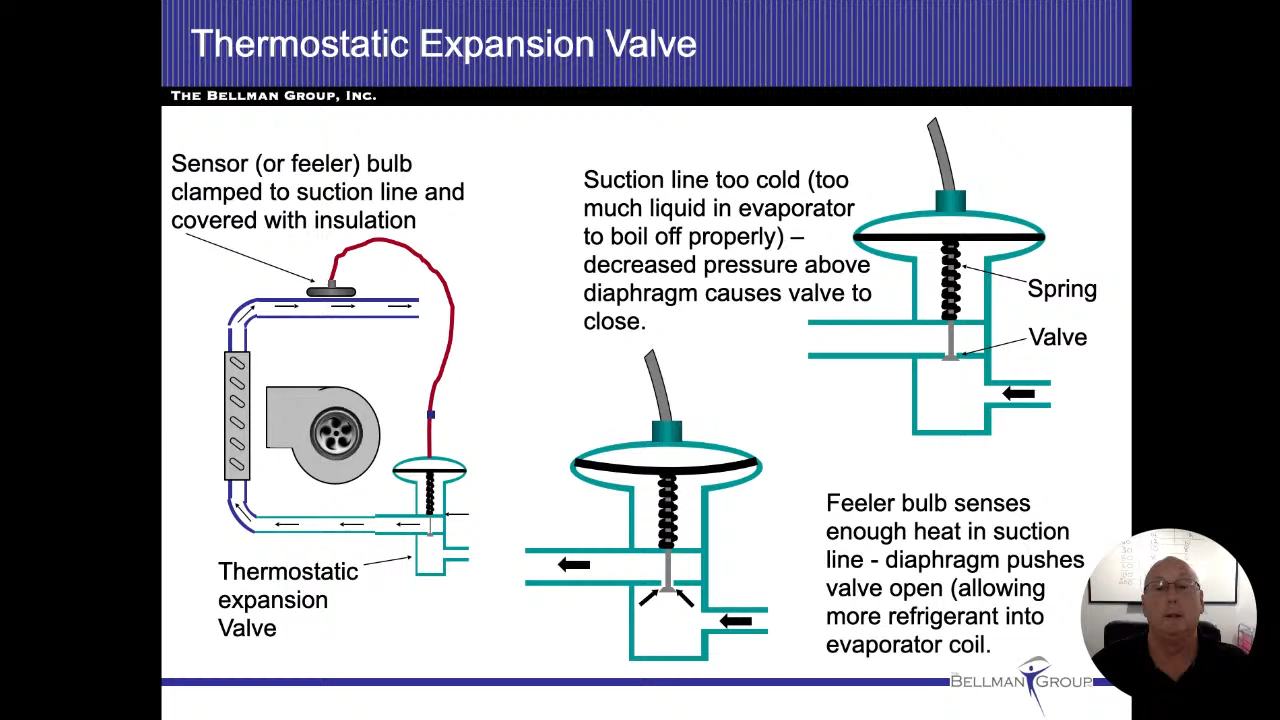 Thermostatic Expansion Valve
THE BELLMAN GROUP, INC.
Sensor (or feeler) bulb
clamped to suction line and
covered with insulation
Suction line too cold (too
much liquid in evaporator
to boil off properly) –
decreased pressure above
diaphragm causes valve to
close.
Spring
Valve
Feeler bulb senses
enough heat in suction
line - diaphragm pushes
valve open (allowing
more refrigerant into
evaporator coil.
Thermostatic
expansion
Valve
THE
BELLMAN GROUP